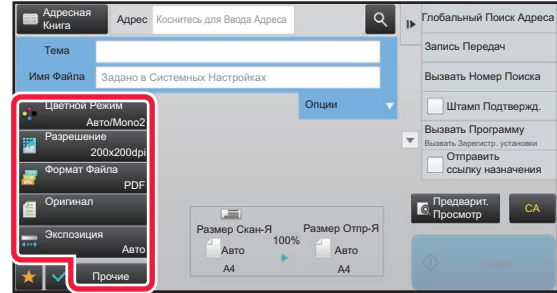 Адресная
Книга
Адрес
Коснитесь для Ввода Адреса
Тема
Имя Файла
Задано в Системных Настройках
Опции
Цветной Режим
Авто/Mono2
Разрешение
200x200dpi
Формат Файла
PDF
Оригинал
Экспозиция
Авто
Прочие
Размер Скан-Я
Авто
A4
100%
Размер Отпр-Я
Авто
A4
Глобальный Поиск Адреса
Запись Передач
Вызвать Номер Поиска
Штамп Подтвержд.
Вызвать Программу
Вызвать Зарегистр. установки
Отправить
ссылку назначения
Предварит.
Просмотр
CA
Старт